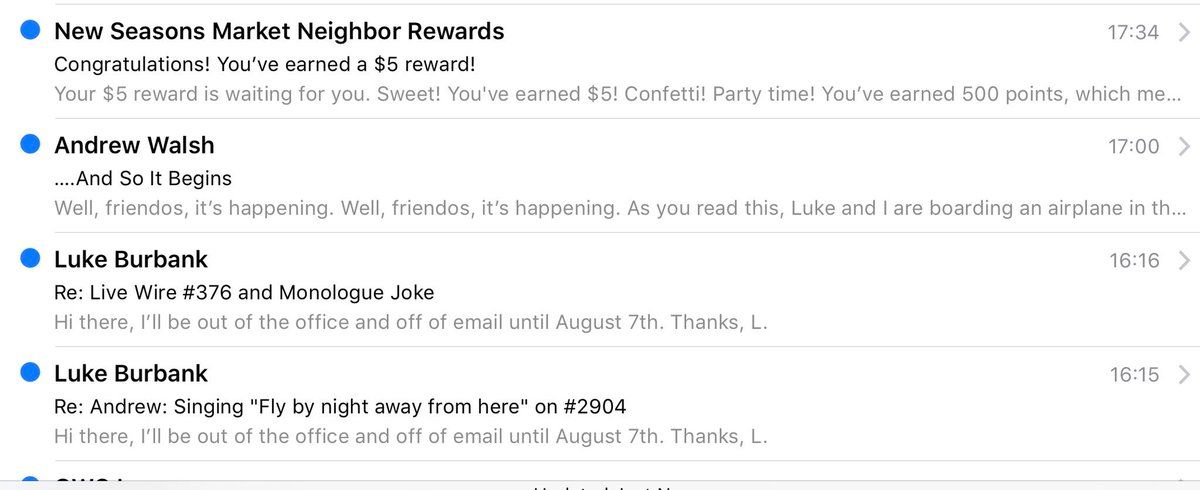 New Seasons Market Neighbor Rewards 17:34
Congratulations! You’ve earned a $5 reward!
Your $5 reward is waiting for you. Sweet! You've earned $5! Confetti! Party time! You’ve earned 500 points, which me...
Andrew Walsh 17:00
....And So It Begins
Well, friendos, it’s happening. Well, friendos, it’s happening. As you read this, Luke and I are boarding an airplane in th...
Luke Burbank 16:16
Re: Live Wire #376 and Monologue Joke
Hi there, I’ll be out of the office and off of email until August 7th. Thanks, L.
Luke Burbank 16:15
Re: Andrew: Singing "Fly by night away from here" on #2904
Hi there, I’ll be out of the office and off of email until August 7th. Thanks, L.